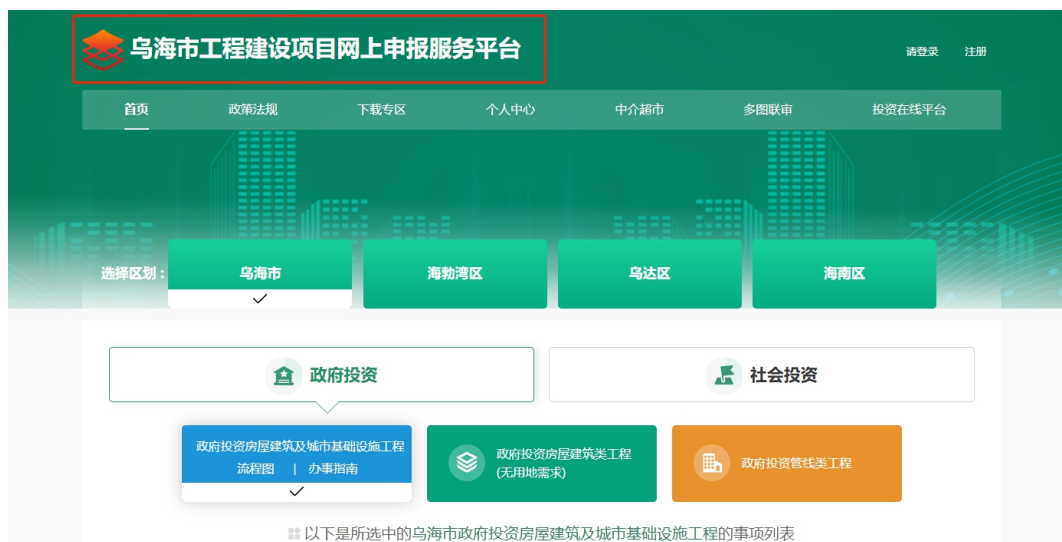 乌海市工程建设项目网上申报服务平台
请登录 注册
首页 政策法规 下载专区 个人中心 中介超市 多图联审 投资在线平台
选择区划： 乌海市 海勃湾区 乌达区 海南区
政府投资 社会投资
政府投资房屋建筑及城市基础设施工程
流程图 | 办事指南
政府投资房屋建筑类工程
(无用地需求)
政府投资管线类工程
以下是所选中的乌海市政府投资房屋建筑及城市基础设施工程的事项列表